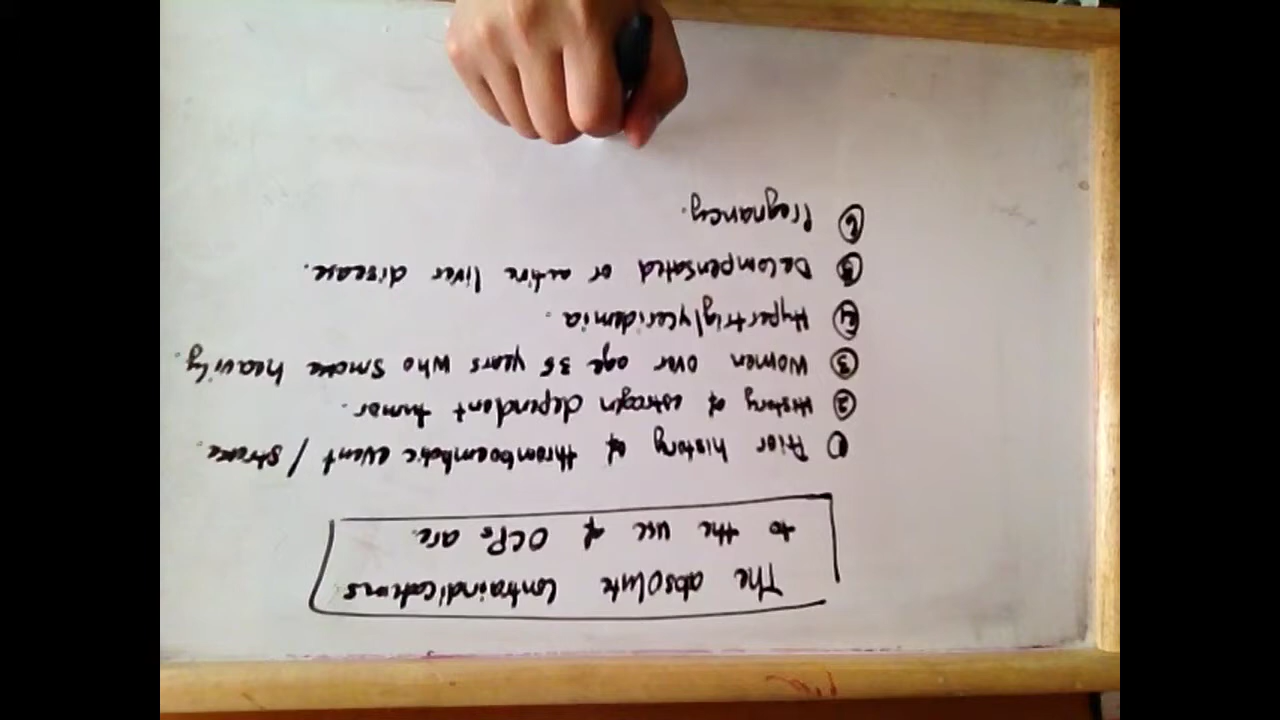 The absolute Contraindications
to the use of OCPs are.
① Prior history of thromboembolic event / stroke.
② History of estrogen dependent tumor.
③ Women over age 35 years who smoke heavily.
④ Hypertriglyceridemia.
⑤ Decompensated or active liver disease.
⑥ Pregnancy.